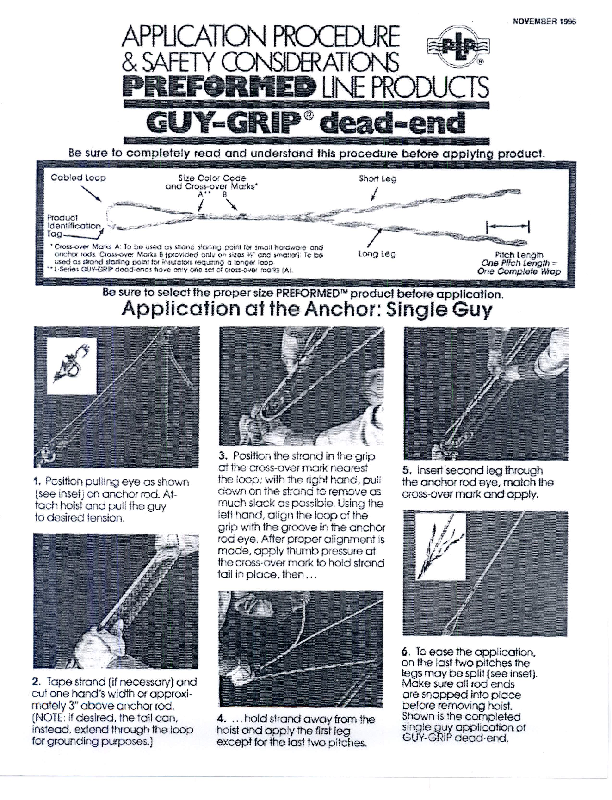 NOVEMBER 1996
APPLICATION PROCEDURE
& SAFETY CONSIDERATIONS
PREFORMED LINE PRODUCTS
PLP
®
GUY-GRIP® dead-end
Be sure to completely read and understand this procedure before applying product.
Cabled Loop
Size Color Code
and Cross-over Marks*
A** B
Short Leg
Product
Identification
Tag
Long Leg
Pitch Length
One Pitch Length =
One Complete Wrap
* Cross-over Marks A: To be used as strand starting point for small hardware and
anchor rods. Cross-over Marks B (provided only on sizes and smaller): To be
used as strand starting point for insulators requiring a longer loop.
** -Series GUY-GRIP dead-ends have only one set of cross-over marks (A).
Be sure to select the proper size PREFORMED™ product before application.
Application at the Anchor: Single Guy
1. Position pulling eye as shown
(see inset) on anchor rod. At-
tach hoist and pull the guy
to desired tension.
2. Tape strand (if necessary) and
cut one hand's width or approxi-
mately 3" above anchor rod.
(NOTE: if desired, the tail can,
instead, extend through the loop
for grounding purposes.)
3. Position the strand in the grip
at the cross-over mark nearest
the loop; with the right hand, pull
down on the strand to remove as
much slack as possible. Using the
left hand, align the loop of the
grip with the groove in the anchor
rod eye. After proper alignment is
made, apply thumb pressure at
the cross-over mark to hold strand
tail in place, then ...
4. ...hold strand away from the
hoist and apply the first leg
except for the last two pitches.
5. Insert second leg through
the anchor rod eye, match the
cross-over mark and apply.
6. To ease the application,
on the last two pitches the
legs may be split (see inset).
Make sure all rod ends
are snapped into place
before removing hoist.
Shown is the completed
single guy application of
GUY-GRIP dead-end.